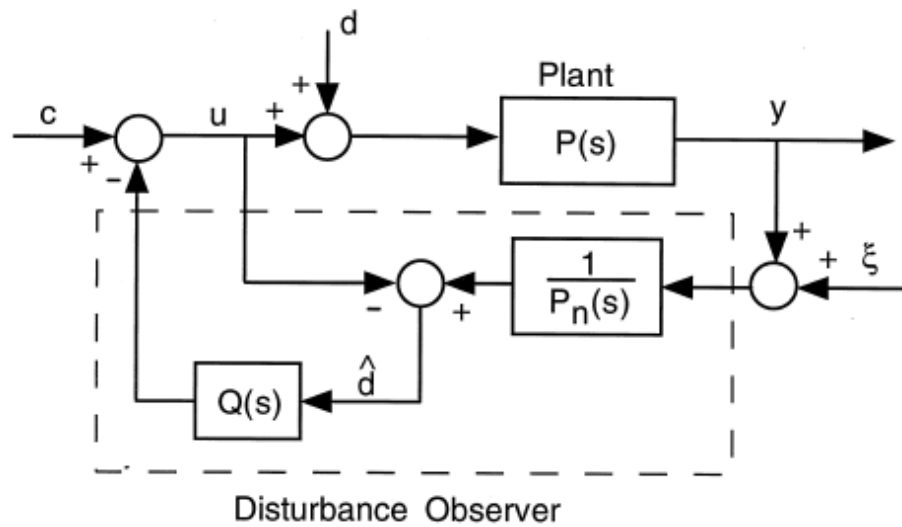 d
Plant
c
+
-
u
+
+
P(s)
y
+
+
ξ
1
P_n(s)
+
-
d̂
Q(s)
Disturbance Observer